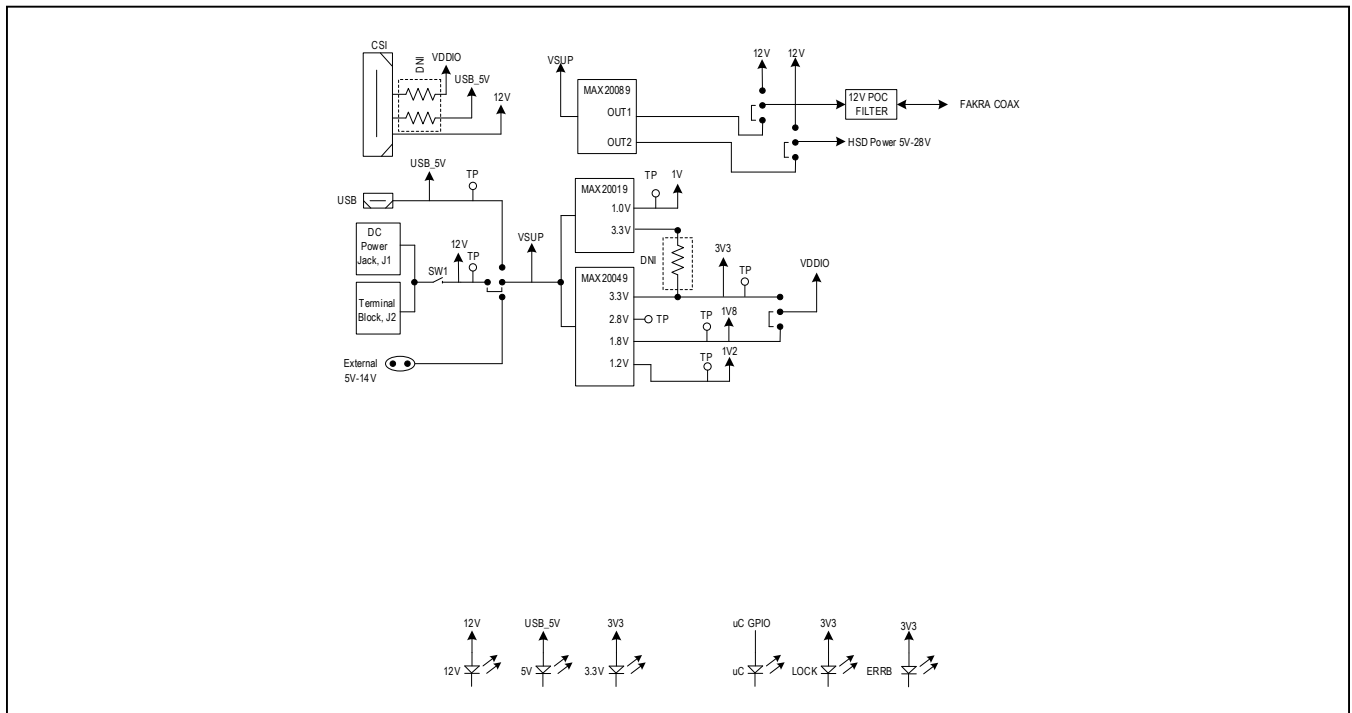 CSI
DNI
VDDIO
USB_5V
12V
VSUP
MAX20089
OUT1
OUT2
12V
12V
12V POC
FILTER
FAKRA COAX
HSD Power 5V-28V
USB_5V
TP
USB
DC
Power
Jack, J1
Terminal
Block, J2
SW1
12V
TP
External
5V-14V
VSUP
MAX20019
1.0V
3.3V
TP
1V
DNI
MAX20049
3.3V
2.8V
1.8V
1.2V
3V3
TP
TP
TP
1V8
TP
1V2
VDDIO
12V
12V
USB_5V
5V
3V3
3.3V
uC GPIO
uC
3V3
LOCK
3V3
ERRB